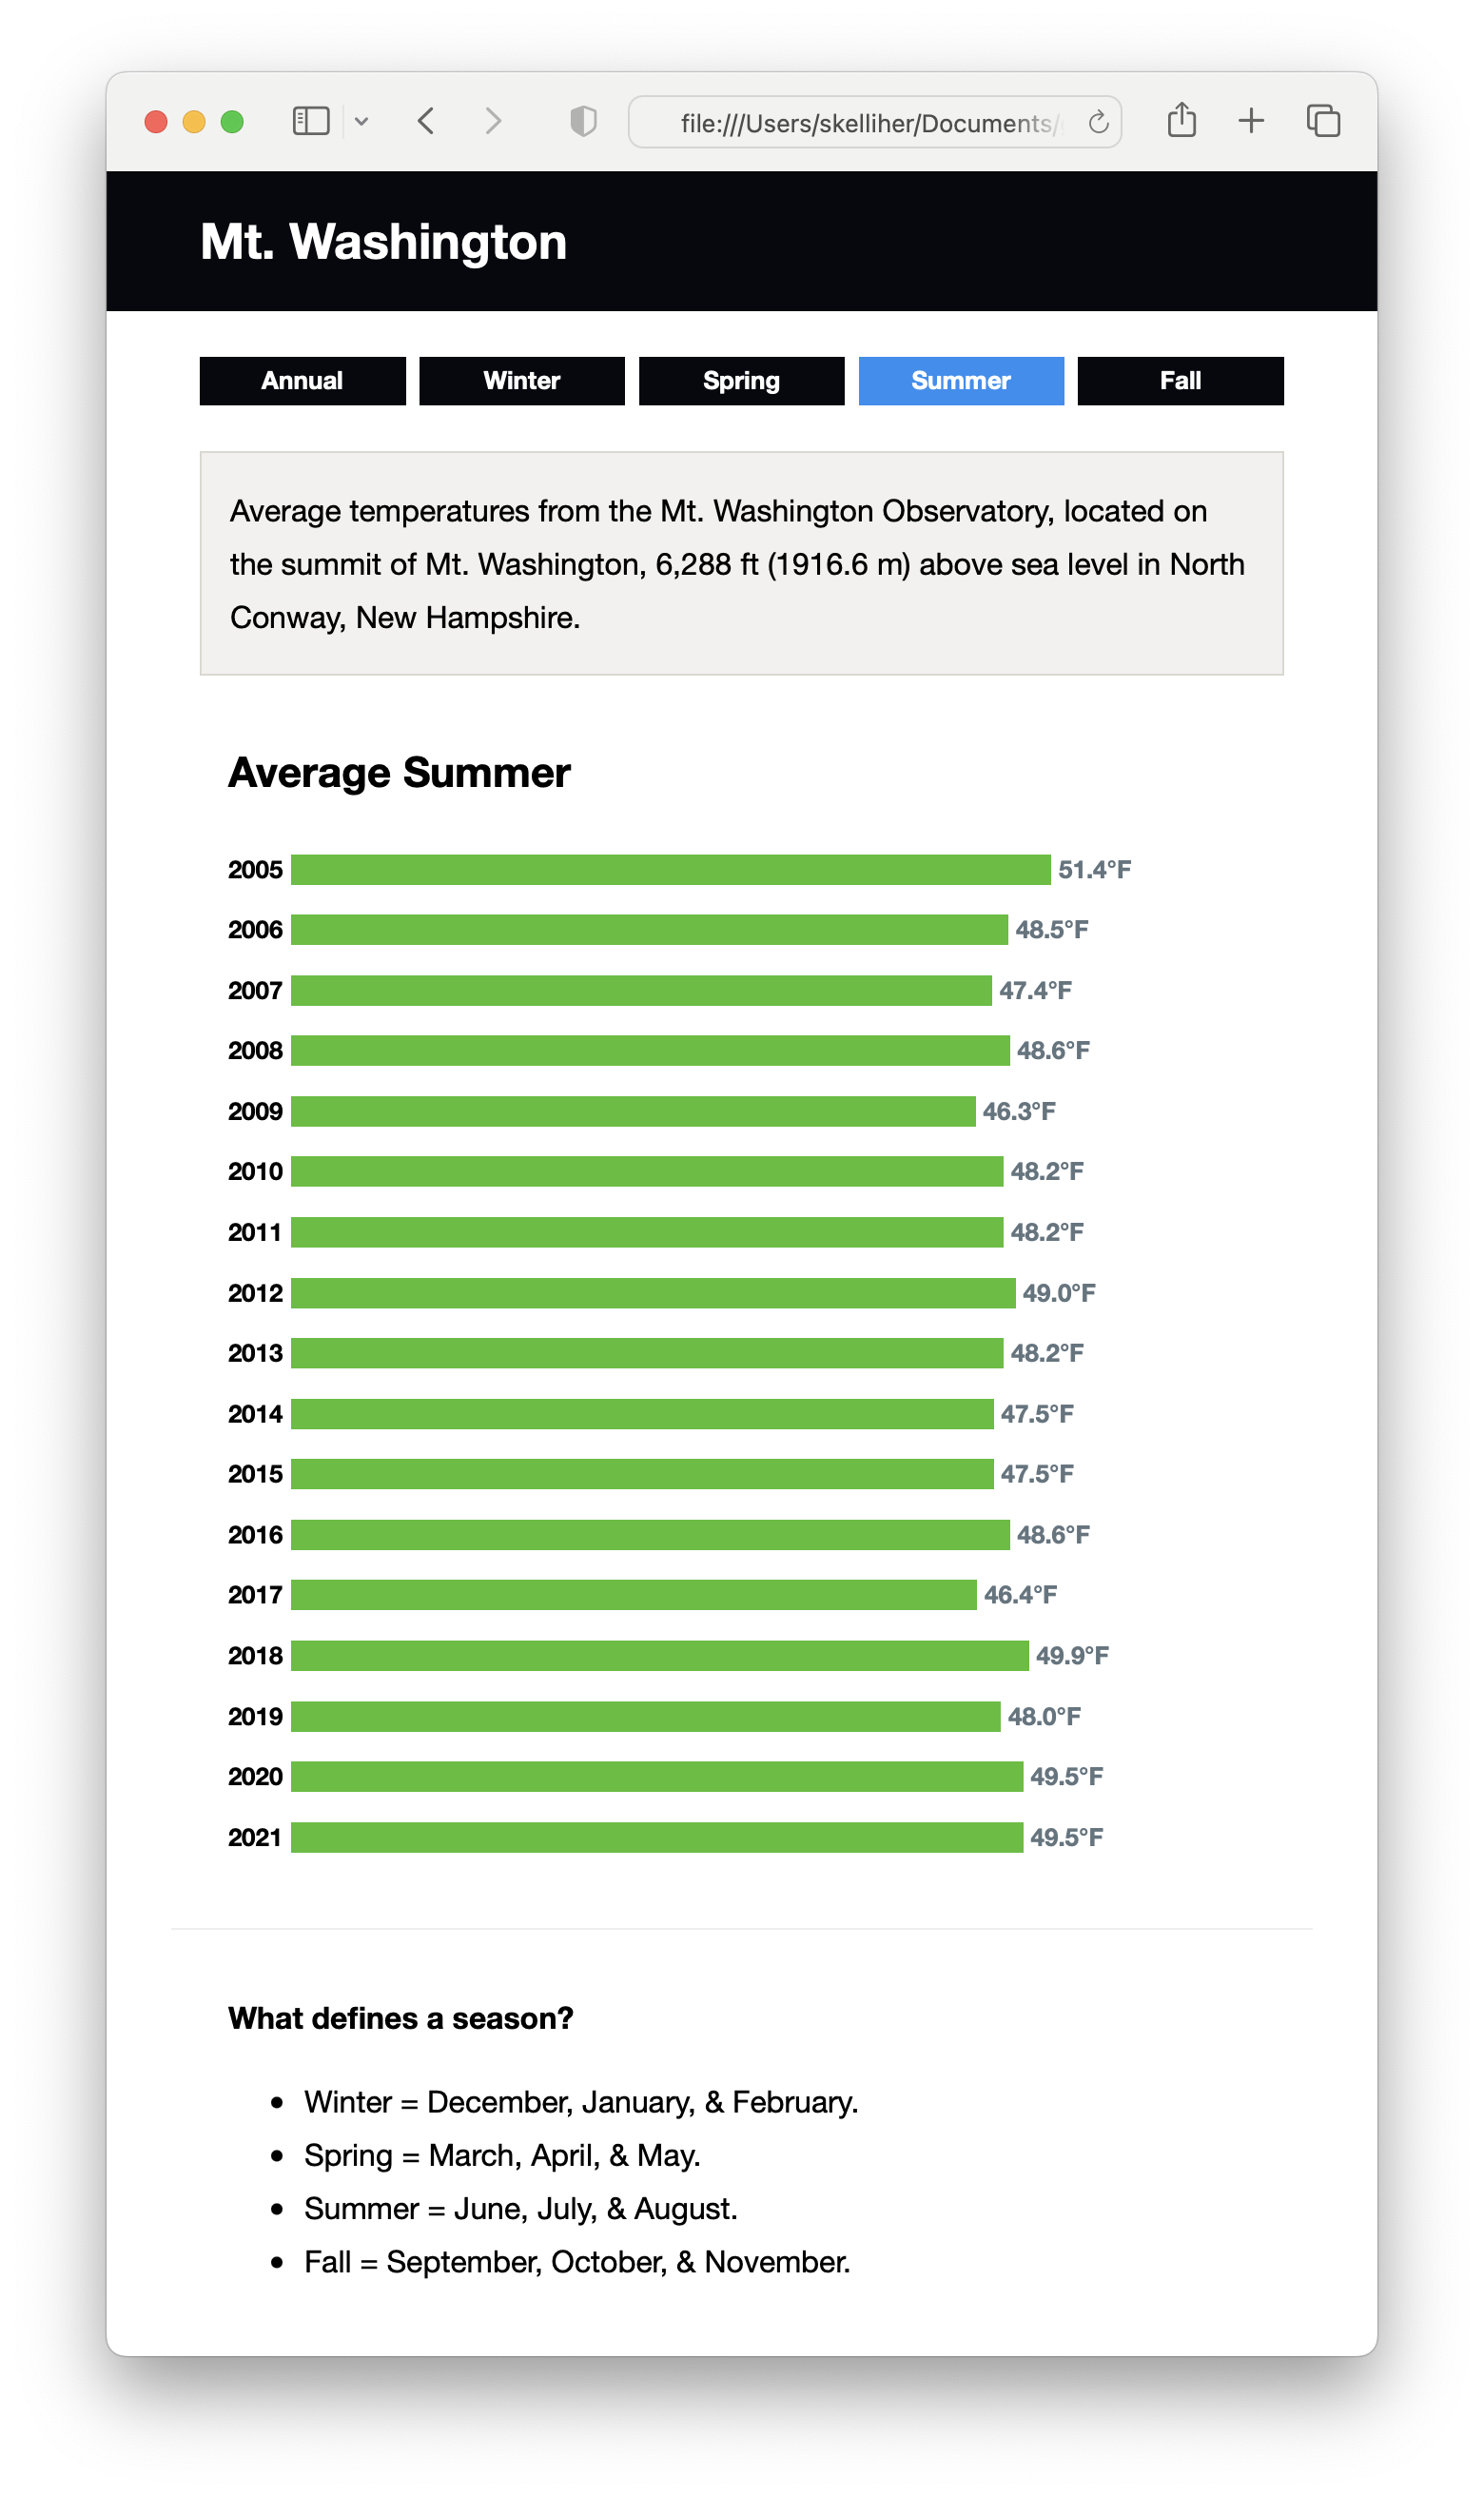 file:///Users/skelliher/Documents/
Mt. Washington
Annual Winter Spring Summer Fall
Average temperatures from the Mt. Washington Observatory, located on
the summit of Mt. Washington, 6,288 ft (1916.6 m) above sea level in North
Conway, New Hampshire.
Average Summer
2005 51.4°F
2006 48.5°F
2007 47.4°F
2008 48.6°F
2009 46.3°F
2010 48.2°F
2011 48.2°F
2012 49.0°F
2013 48.2°F
2014 47.5°F
2015 47.5°F
2016 48.6°F
2017 46.4°F
2018 49.9°F
2019 48.0°F
2020 49.5°F
2021 49.5°F
What defines a season?
• Winter = December, January, & February.
• Spring = March, April, & May.
• Summer = June, July, & August.
• Fall = September, October, & November.